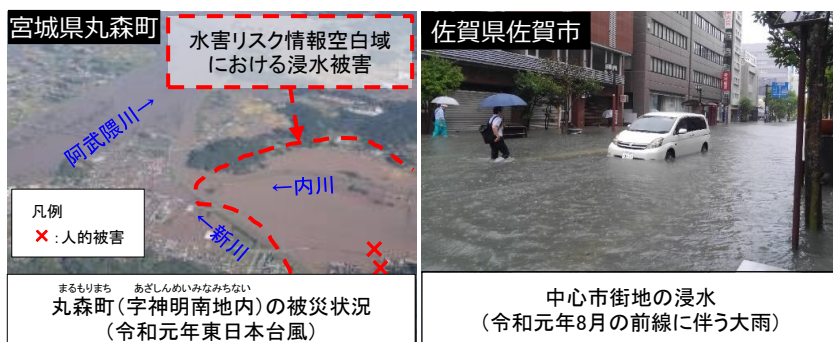 宮城県丸森町
水害リスク情報空白域
における浸水被害
阿武隈川→
←内川
←新川
凡例
×:人的被害
まるもりまち あざしんめいみなみちない
丸森町(字神明南地内)の被災状況
(令和元年東日本台風)
佐賀県佐賀市
中心市街地の浸水
(令和元年8月の前線に伴う大雨)